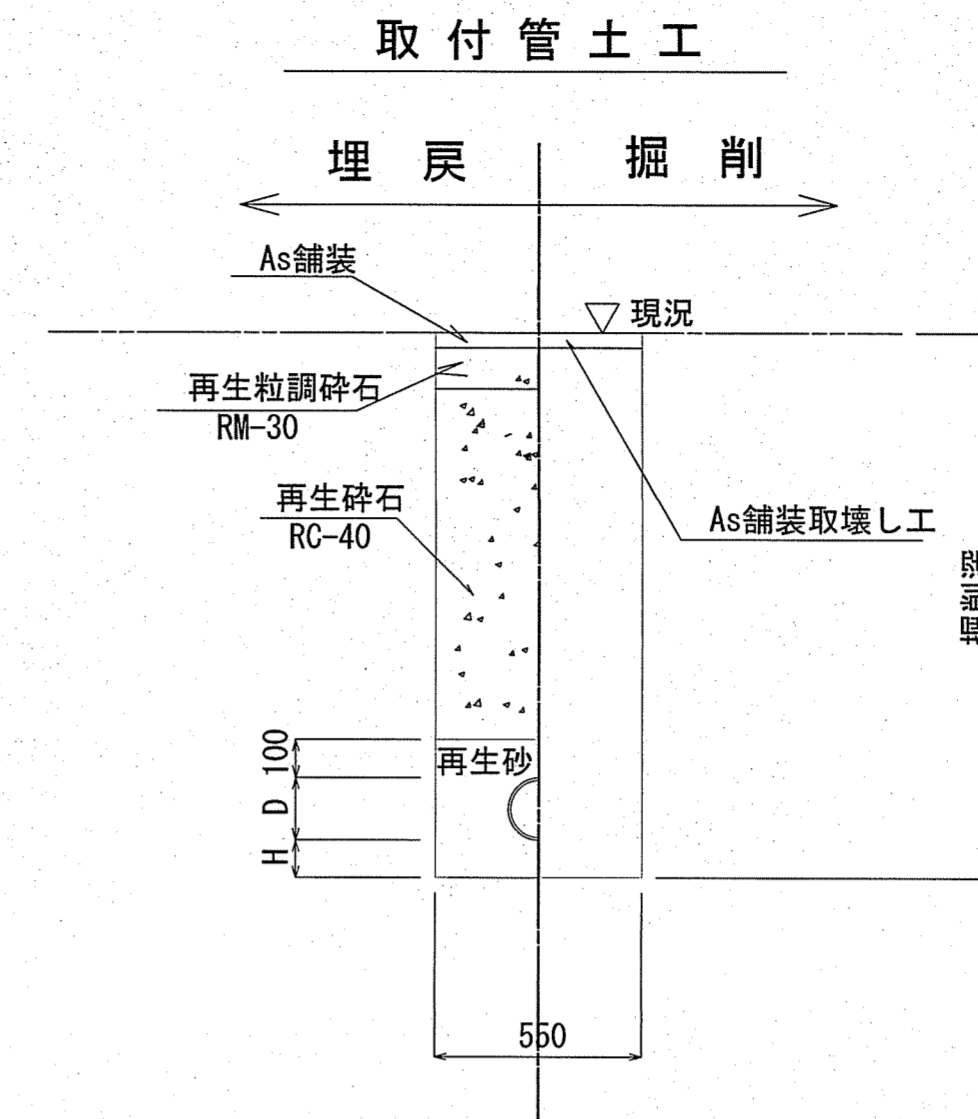 取付管土工
埋戻
掘削
As舗装
現況
再生粒調砕石
RM-30
再生砕石
RC-40
As舗装取壊し工
100
再生砂
D
H
550